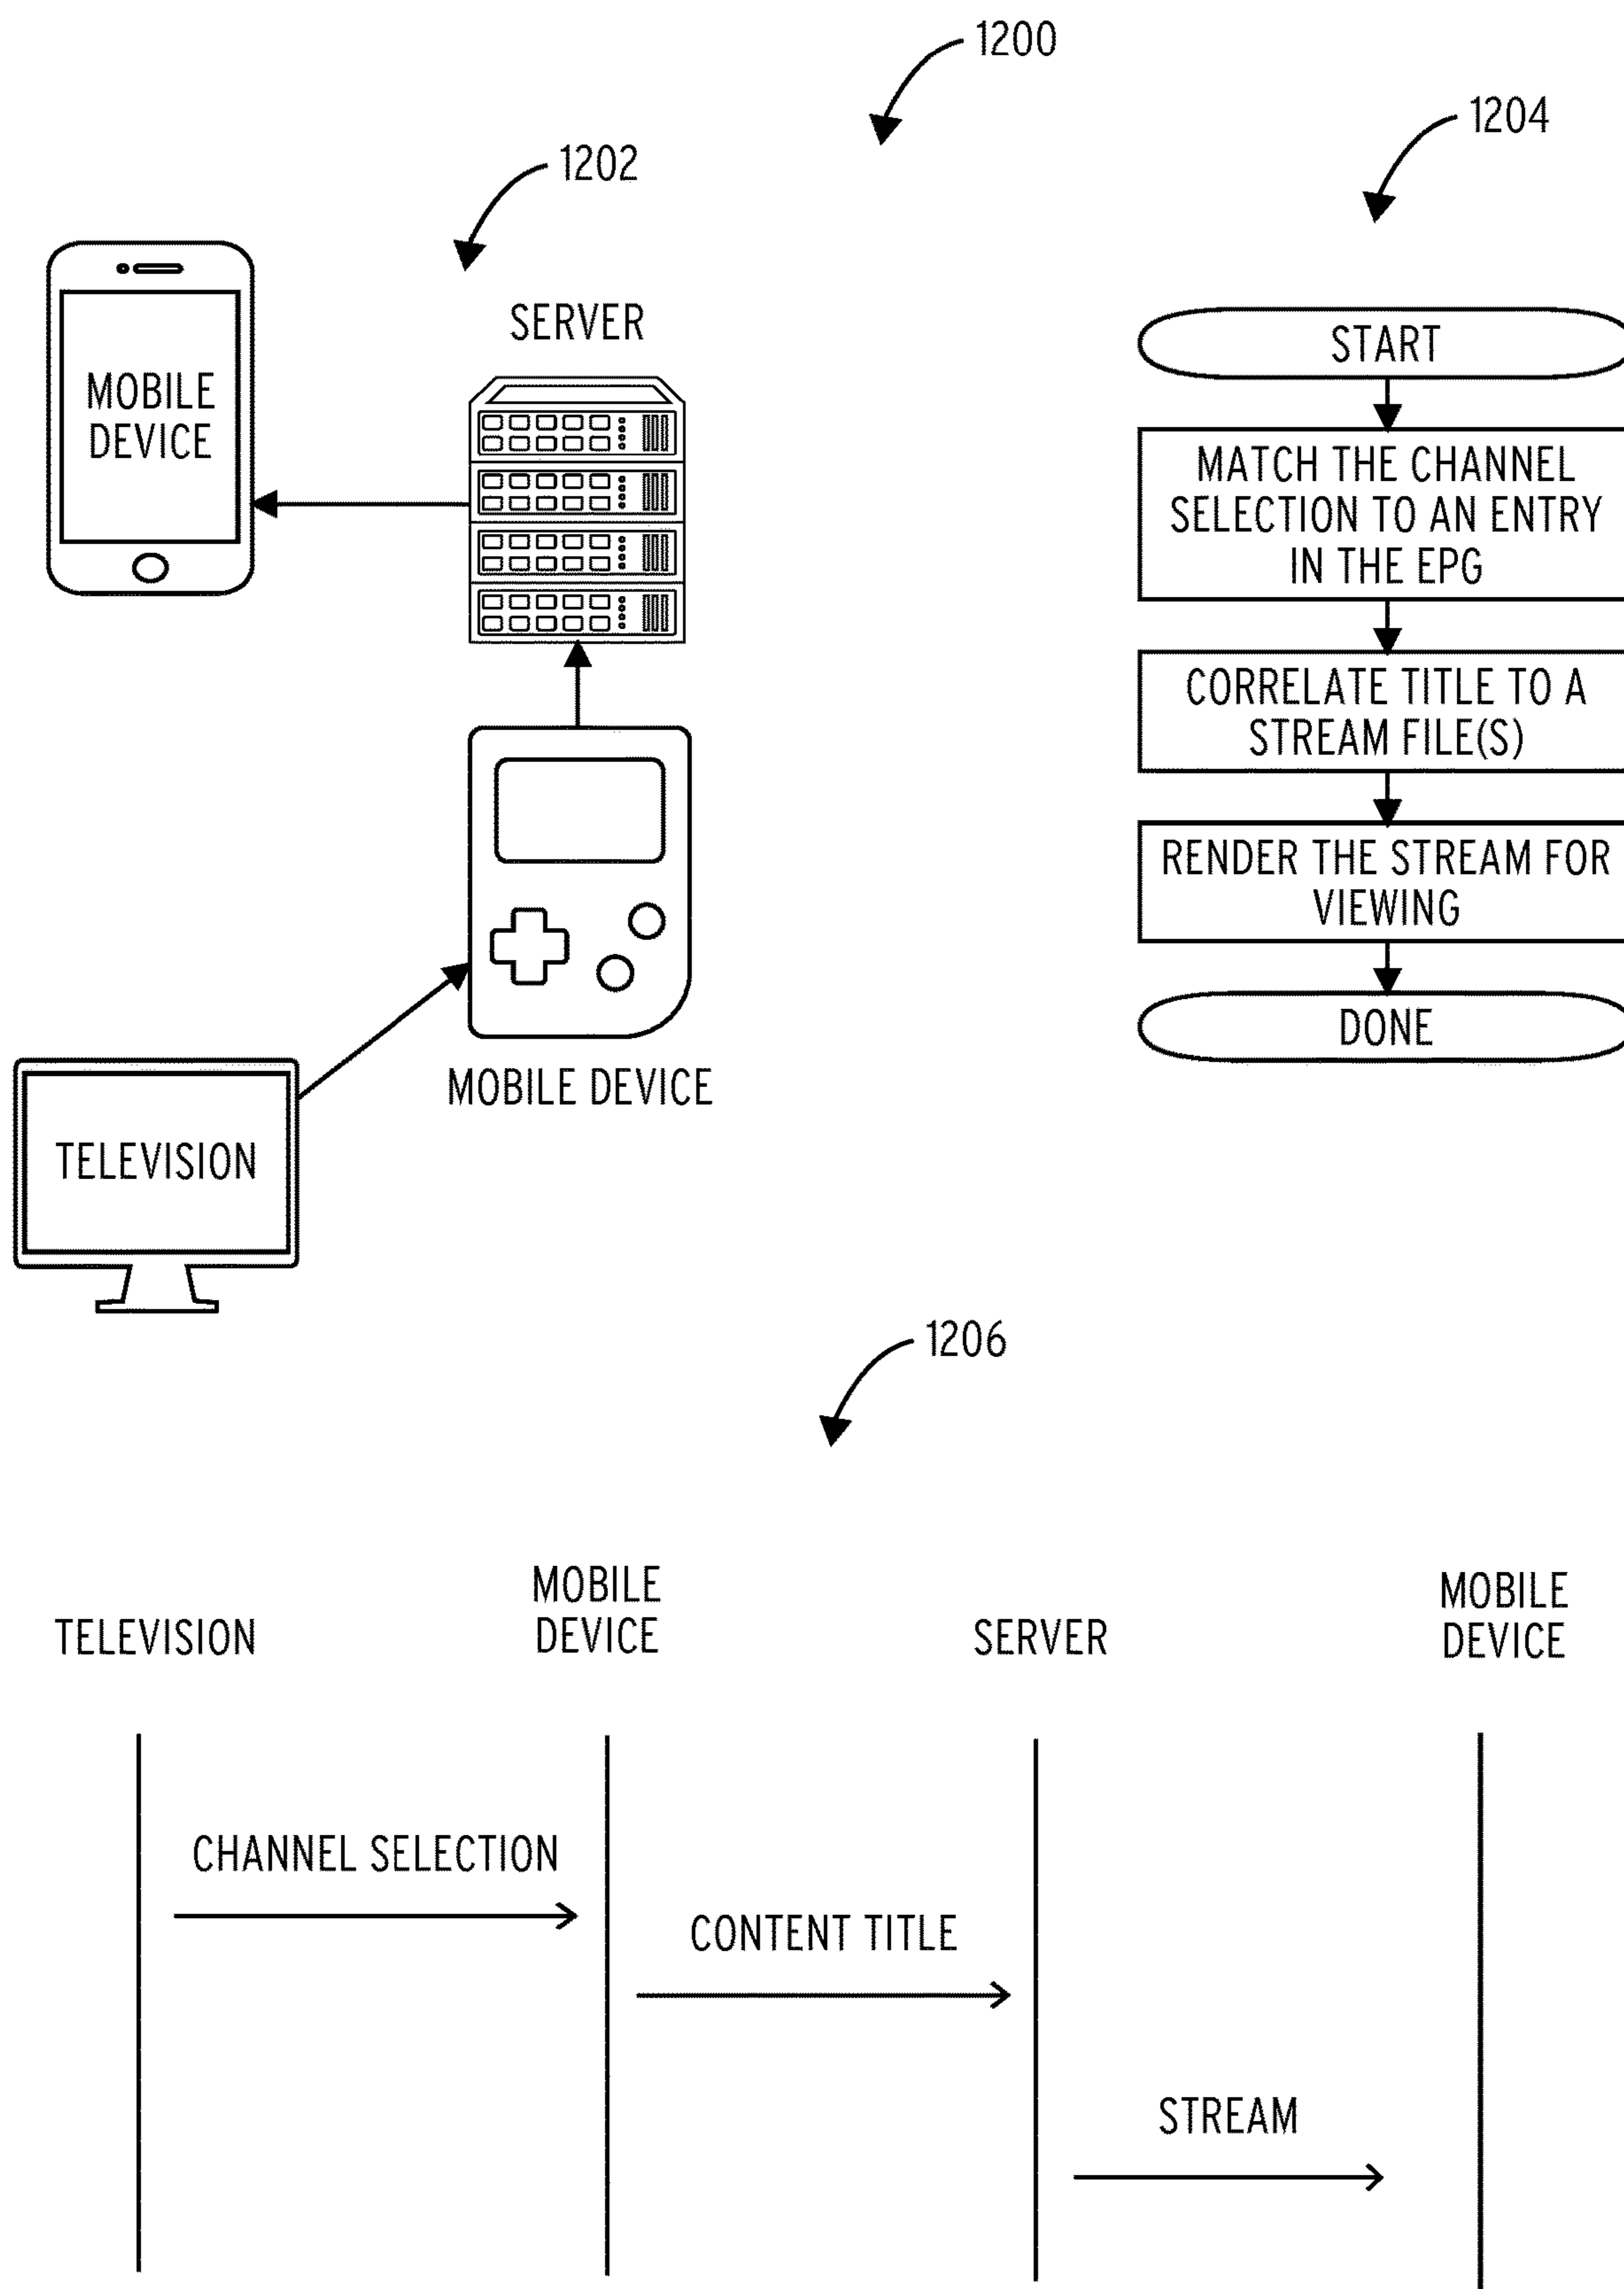 1200
1204
1202
SERVER
MOBILE
DEVICE
TELEVISION
MOBILE DEVICE
START
MATCH THE CHANNEL
SELECTION TO AN ENTRY
IN THE EPG
CORRELATE TITLE TO A
STREAM FILE(S)
RENDER THE STREAM FOR
VIEWING
DONE
1206
TELEVISION
MOBILE
DEVICE
SERVER
MOBILE
DEVICE
CHANNEL SELECTION
CONTENT TITLE
STREAM